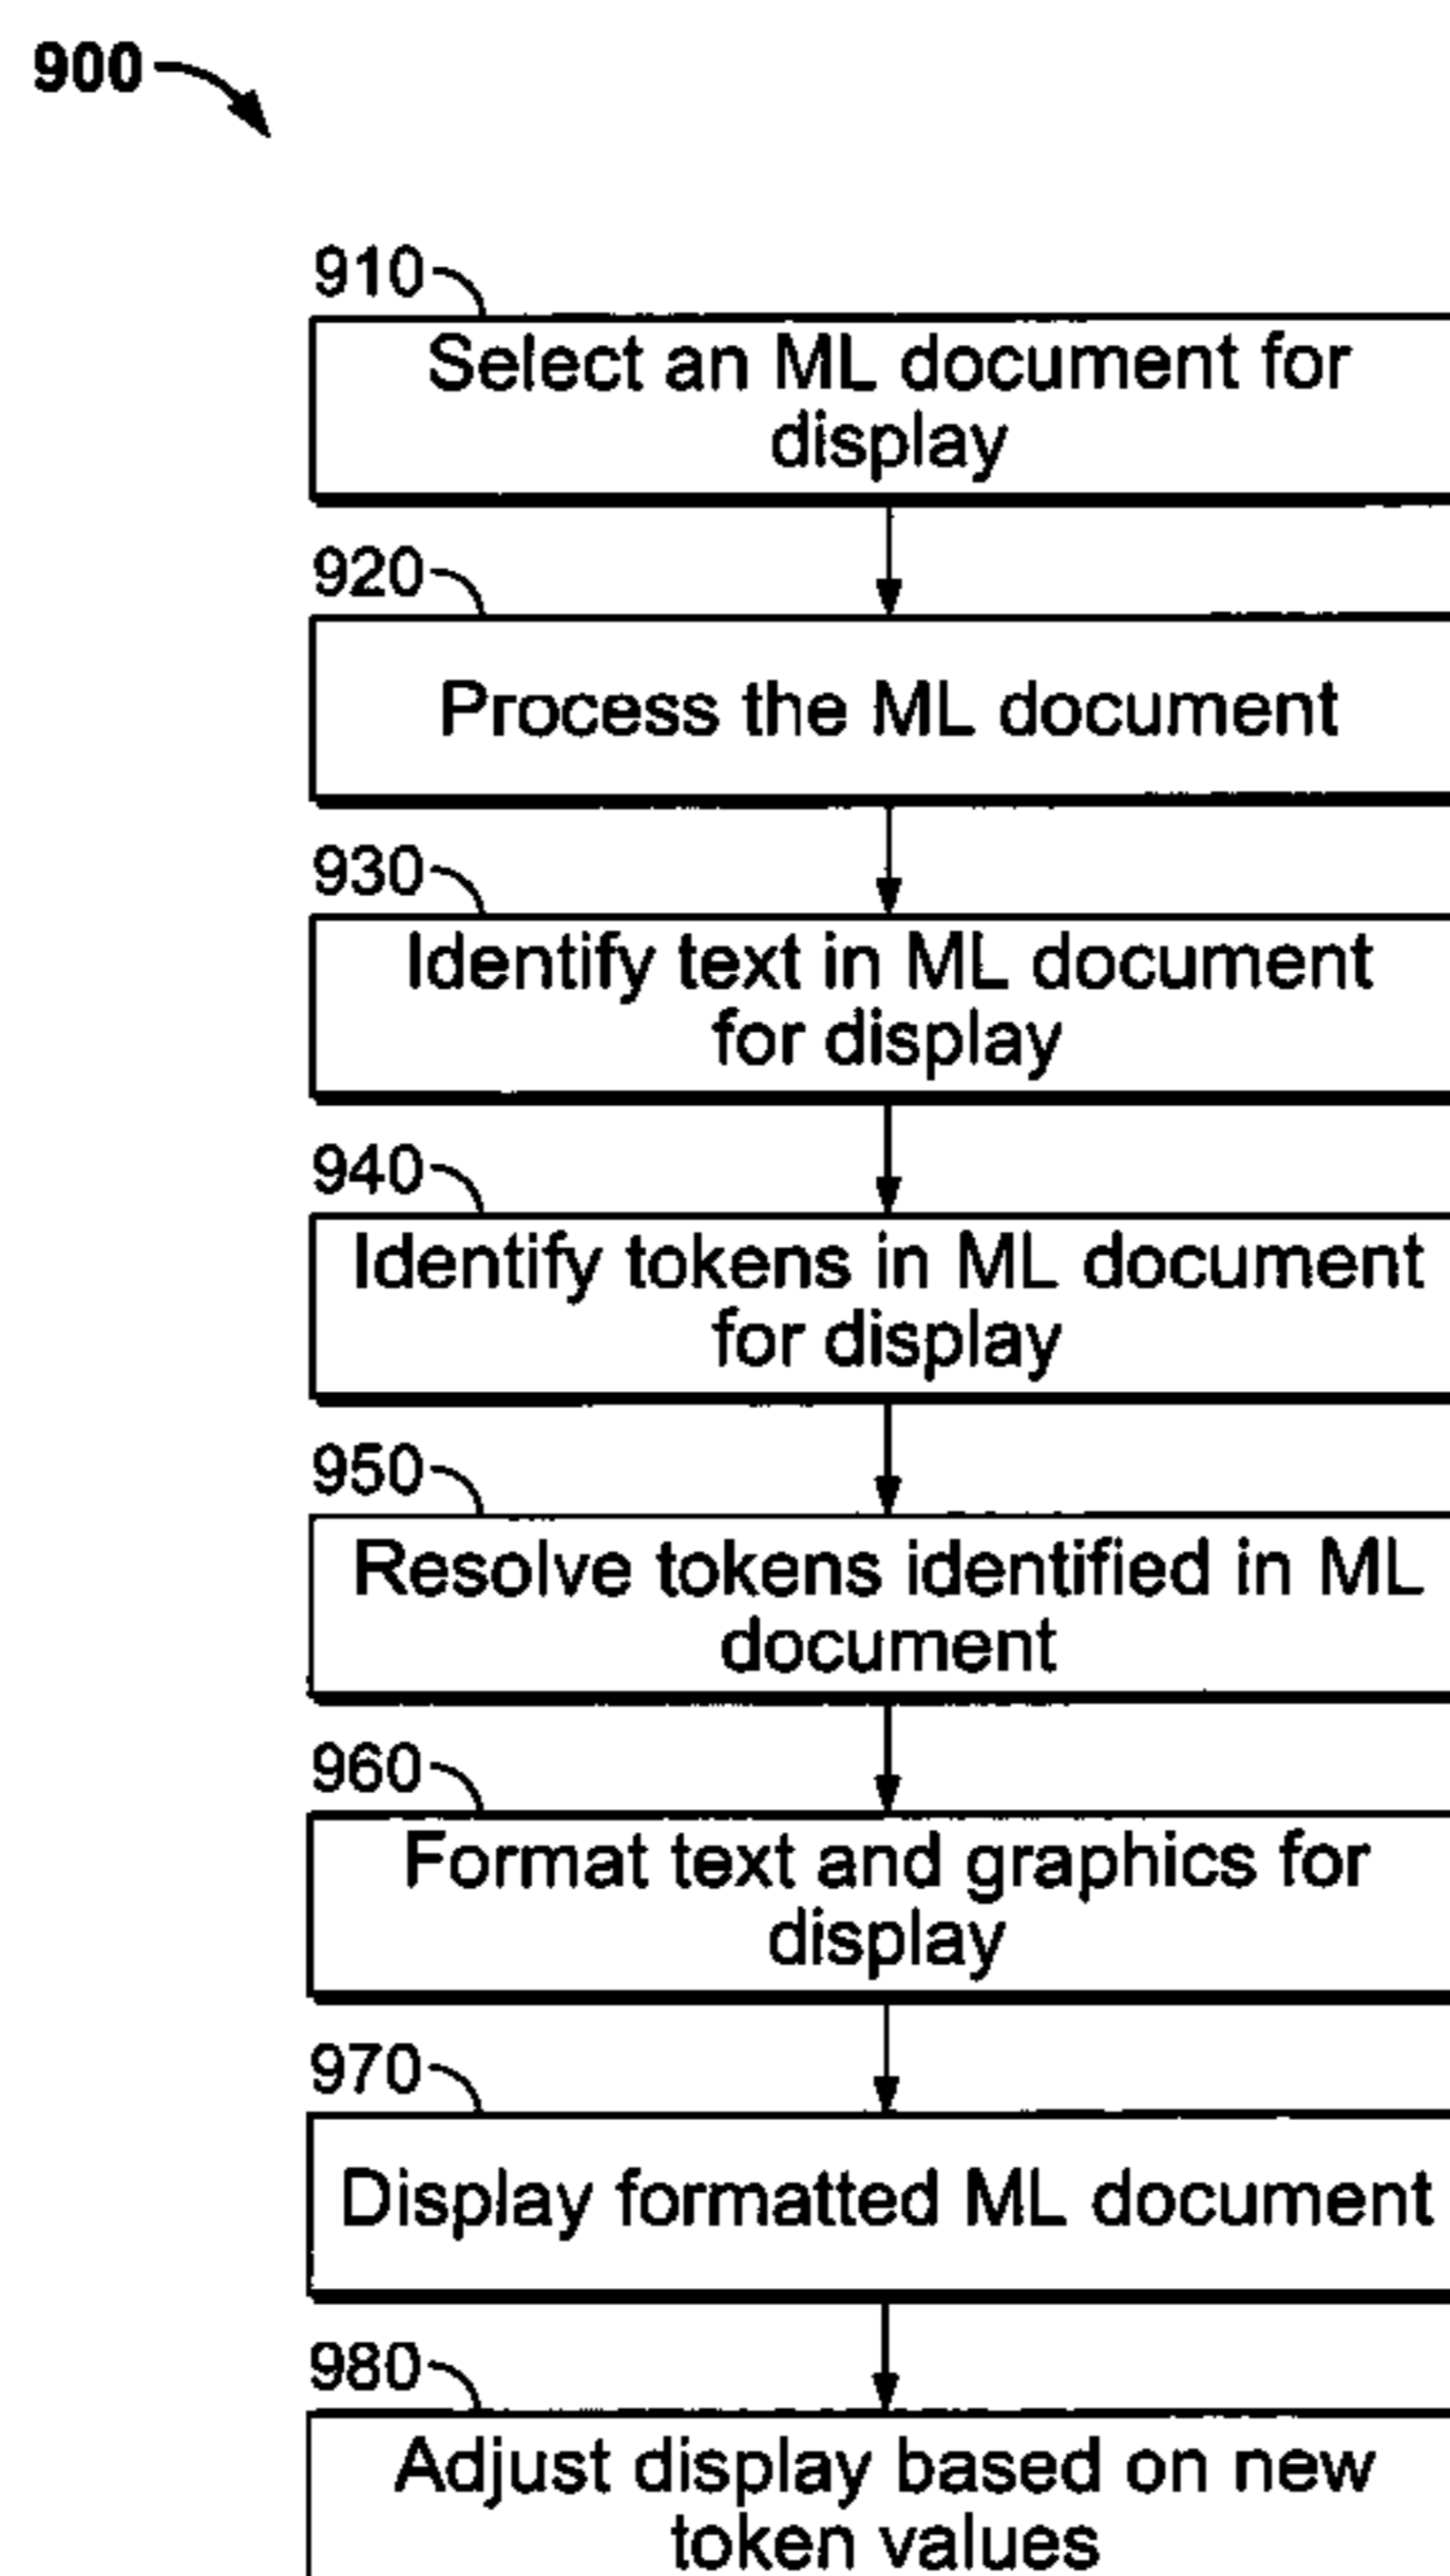 900
910
Select an ML document for
display
920
Process the ML document
930
Identify text in ML document
for display
940
Identify tokens in ML document
for display
950
Resolve tokens identified in ML
document
960
Format text and graphics for
display
970
Display formatted ML document
980
Adjust display based on new
token values